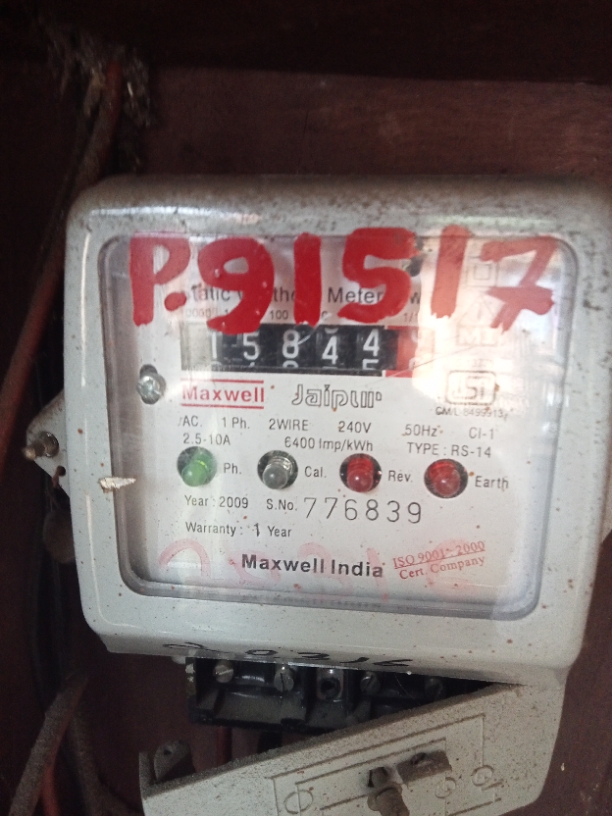 P.91517
Meter
100
15844
Maxwell Jaipur
ISI
AC. 1 Ph. 2WIRE 240V 50Hz Cl-1
2.5-10A 6400 Imp/kWh TYPE : RS-14
Ph. Cal. Rev. Earth
Year : 2009 S.No. 776839
Warranty : 1 Year
Maxwell India ISO 9001:2000
Cert. Company